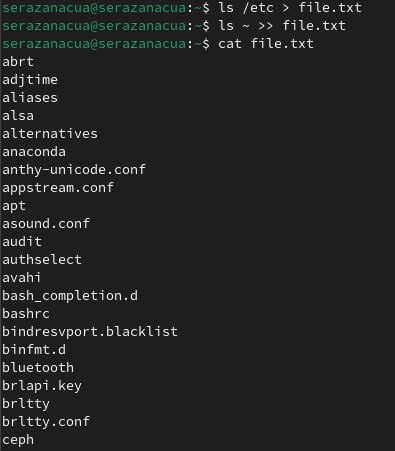 serazanacua@serazanacua:~$ ls /etc > file.txt
serazanacua@serazanacua:~$ ls ~ >> file.txt
serazanacua@serazanacua:~$ cat file.txt
abrt
adjtime
aliases
alsa
alternatives
anaconda
anthy-unicode.conf
appstream.conf
apt
asound.conf
audit
authselect
avahi
bash_completion.d
bashrc
bindresvport.blacklist
binfmt.d
bluetooth
brlapi.key
brltty
brltty.conf
ceph